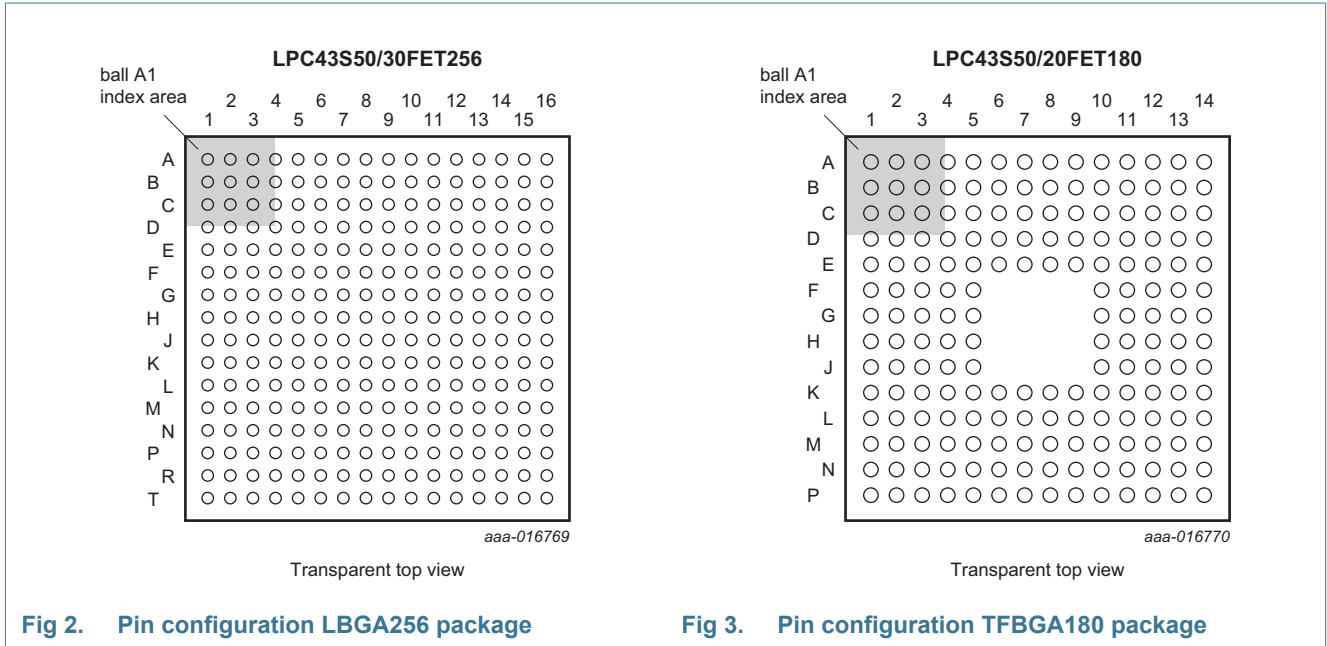 LPC43S50/30FET256
ball A1
index area
2 4 6 8 10 12 14 16
1 3 5 7 9 11 13 15
A
B
C
D
E
F
G
H
J
K
L
M
N
P
R
T
aaa-016769
Transparent top view
Fig 2. Pin configuration LBGA256 package
LPC43S50/20FET180
ball A1
index area
2 4 6 8 10 12 14
1 3 5 7 9 11 13
A
B
C
D
E
F
G
H
J
K
L
M
N
P
aaa-016770
Transparent top view
Fig 3. Pin configuration TFBGA180 package